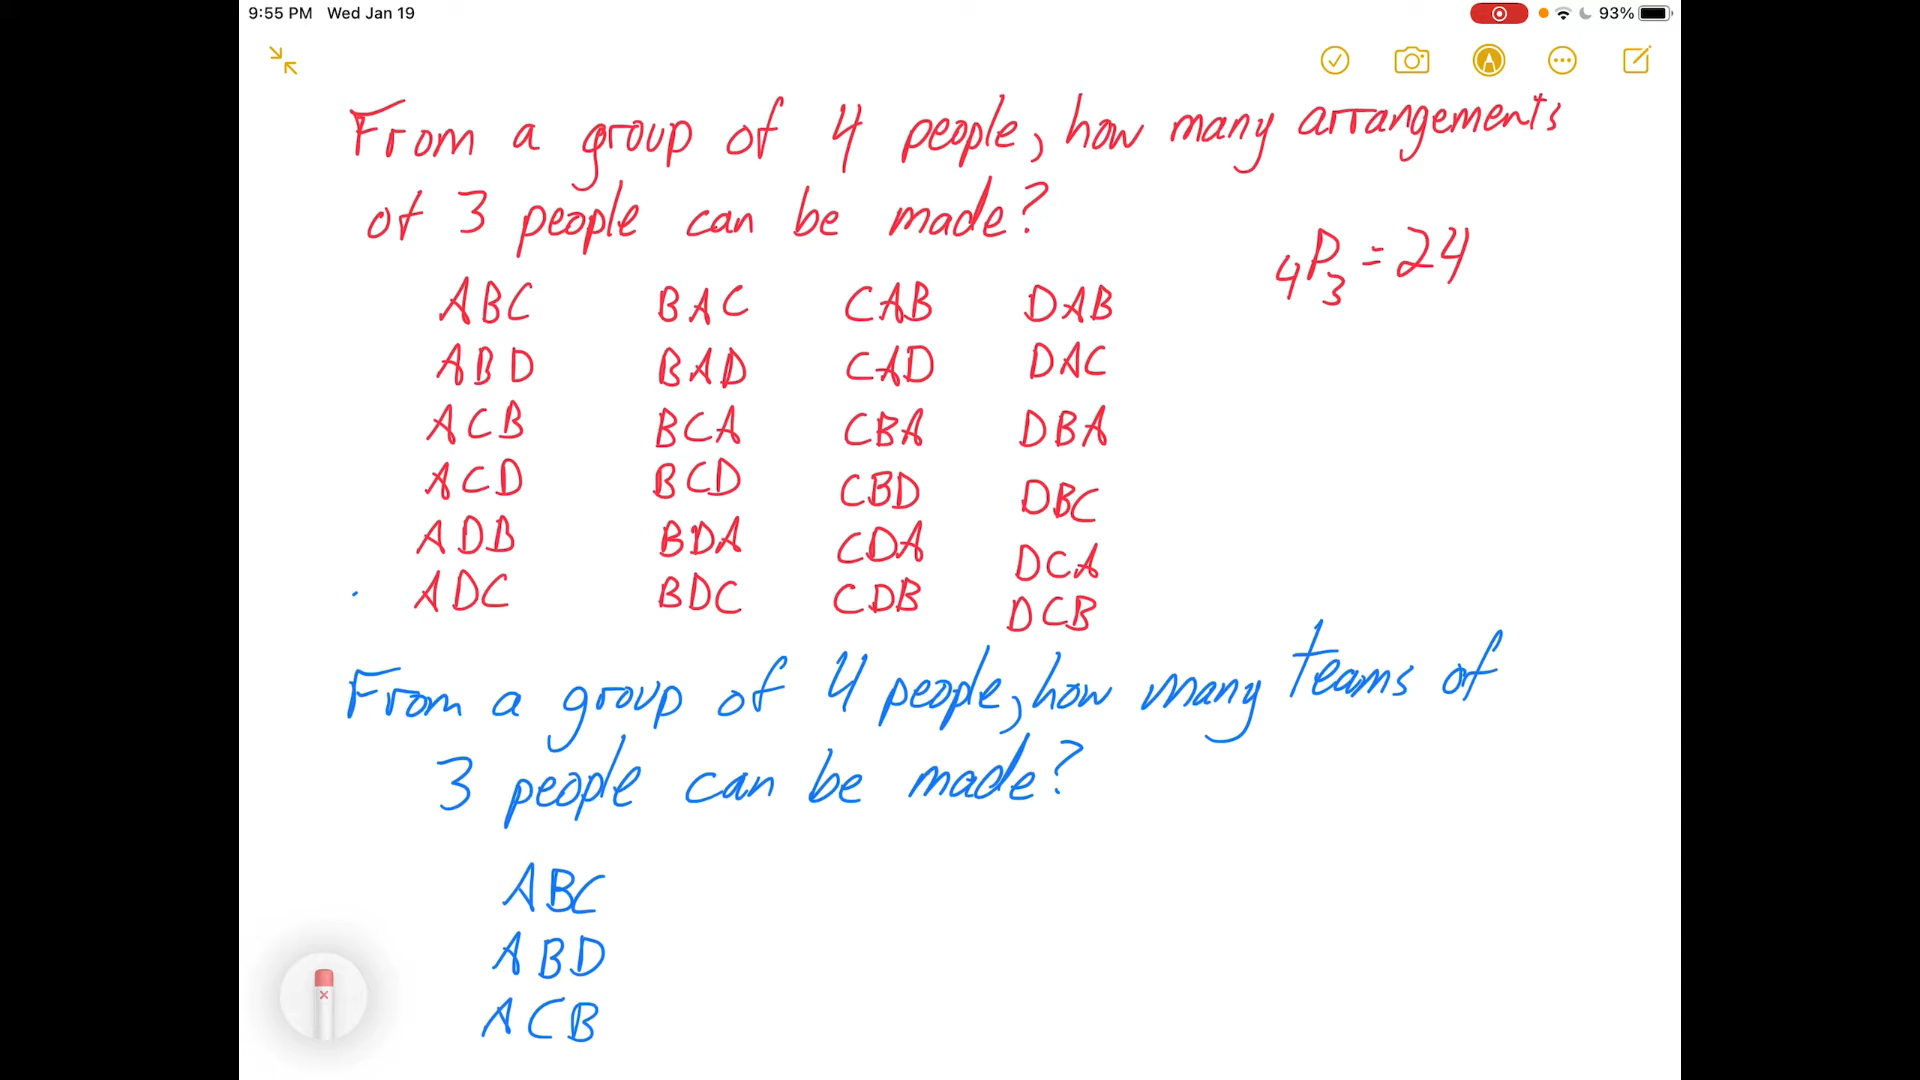 9:55 PM Wed Jan 19
93%
From a group of 4 people, how many arrangements
of 3 people can be made?
₄P₃ = 24
ABC BAC CAB DAB
ABD BAD CAD DAC
ACB BCA CBA DBA
ACD BCD CBD DBC
ADB BDA CDA DCA
ADC BDC CDB DCB
From a group of 4 people, how many teams of
3 people can be made?
ABC
ABD
ACB